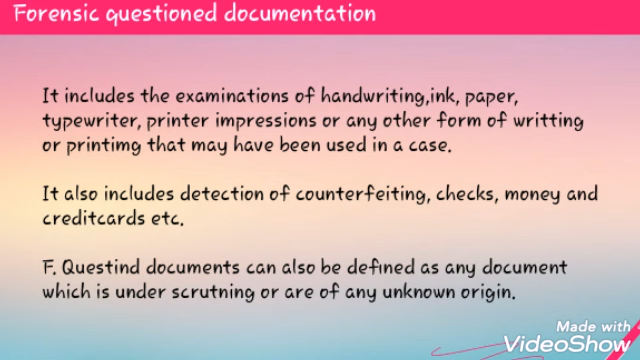 Forensic questioned documentation
It includes the examinations of handwriting,ink, paper,
typewriter, printer impressions or any other form of writting
or printimg that may have been used in a case.
It also includes detection of counterfeiting, checks, money and
creditcards etc.
F. Questind documents can also be defined as any document
which is under scrutning or are of any unknown origin.
Made with
VideoShow